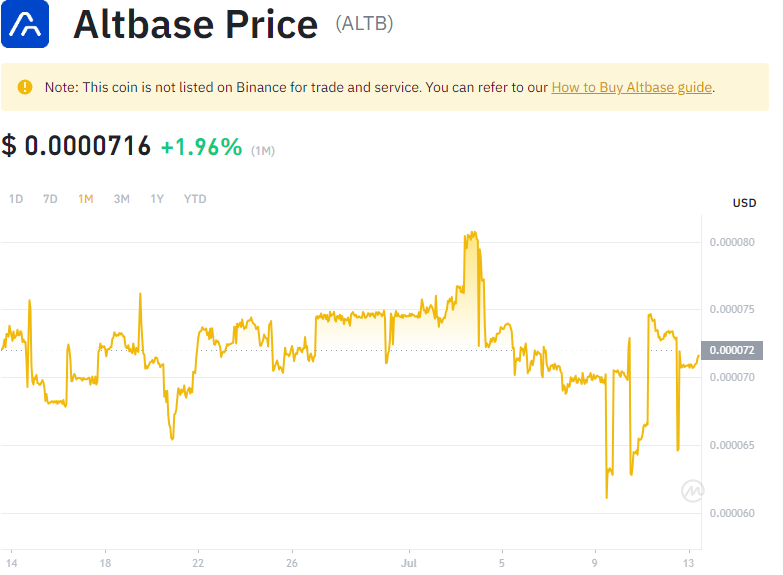 Altbase Price (ALTB)
Note: This coin is not listed on Binance for trade and service. You can refer to our How to Buy Altbase guide.
$ 0.0000716 +1.96% (1M)
1D 7D 1M 3M 1Y YTD
USD
0.000080
0.000075
0.000072
0.000070
0.000065
0.000060
14 18 22 26 Jul 5 9 13